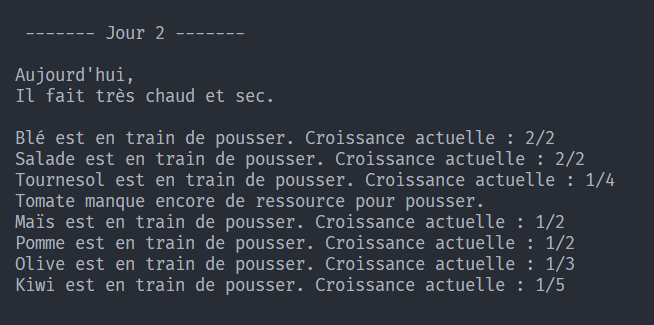 ------- Jour 2 -------
Aujourd'hui,
Il fait très chaud et sec.
Blé est en train de pousser. Croissance actuelle : 2/2
Salade est en train de pousser. Croissance actuelle : 2/2
Tournesol est en train de pousser. Croissance actuelle : 1/4
Tomate manque encore de ressource pour pousser.
Maïs est en train de pousser. Croissance actuelle : 1/2
Pomme est en train de pousser. Croissance actuelle : 1/2
Olive est en train de pousser. Croissance actuelle : 1/3
Kiwi est en train de pousser. Croissance actuelle : 1/5